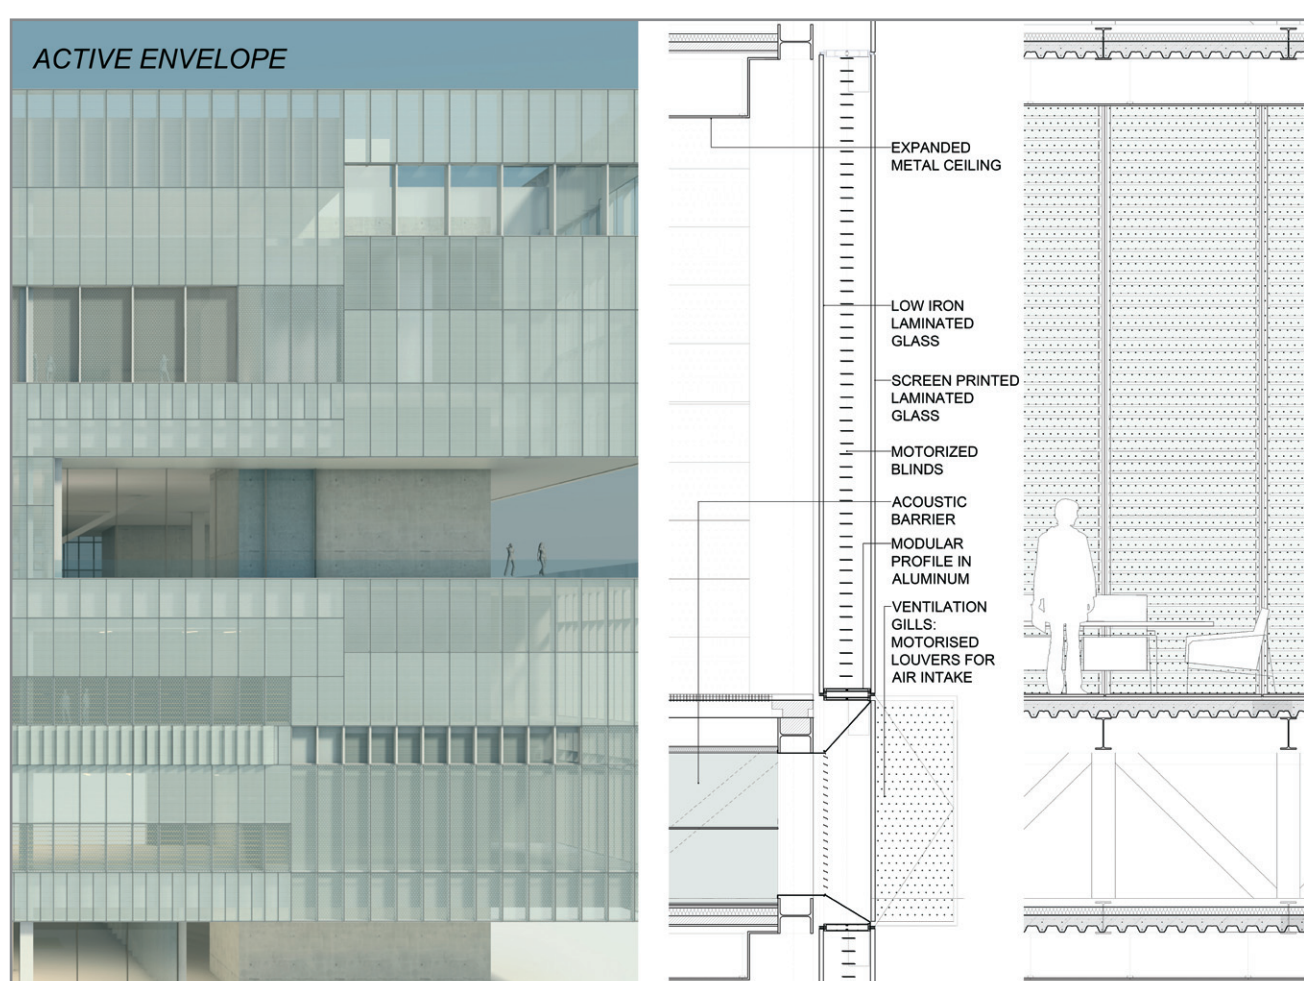 ACTIVE ENVELOPE
EXPANDED
METAL CEILING
LOW IRON
LAMINATED
GLASS
SCREEN PRINTED
LAMINATED
GLASS
MOTORIZED
BLINDS
ACOUSTIC
BARRIER
MODULAR
PROFILE IN
ALUMINUM
VENTILATION
GILLS:
MOTORISED
LOUVERS FOR
AIR INTAKE